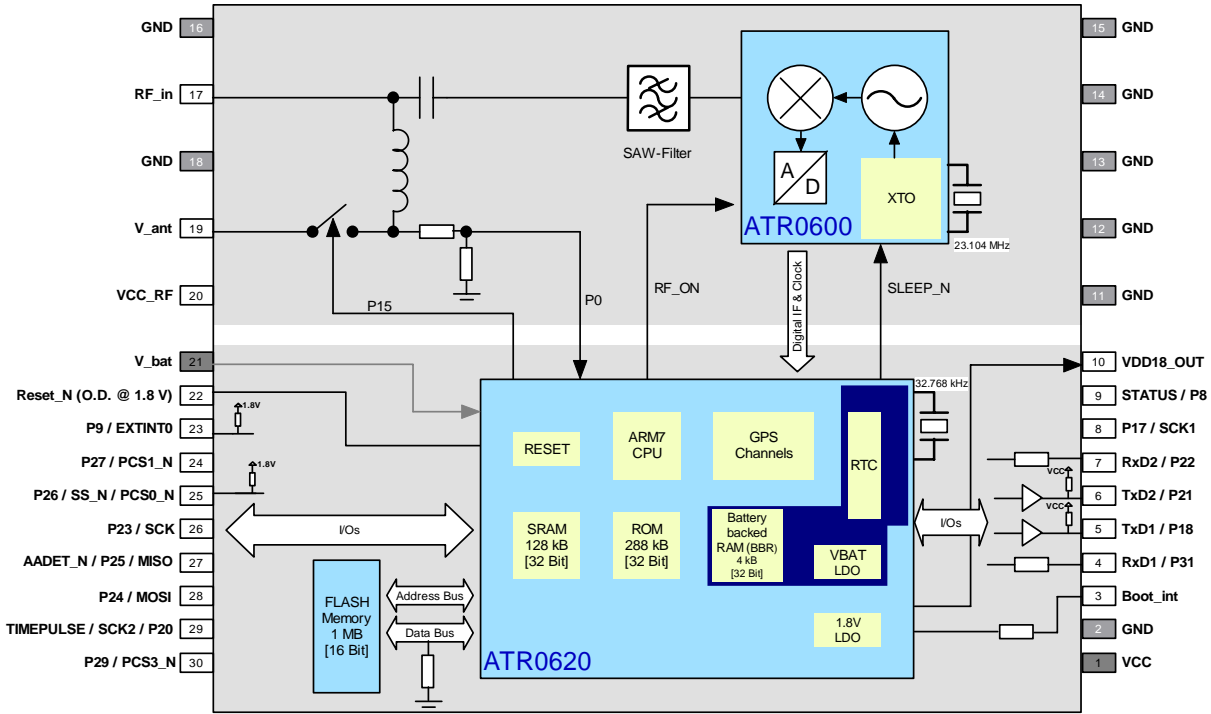 GND 16
RF_in 17
GND 18
V_ant 19
VCC_RF 20
V_bat 21
Reset_N (O.D. @ 1.8 V) 22
P9 / EXTINT0 23
P27 / PCS1_N 24
P26 / SS_N / PCS0_N 25
P23 / SCK 26
AADET_N / P25 / MISO 27
P24 / MOSI 28
TIMEPULSE / SCK2 / P20 29
P29 / PCS3_N 30
1.8V
1.8V
SAW-Filter
A
D
XTO
ATR0600
23.104 MHz
P15
P0
RF_ON
Digital IF & Clock
SLEEP_N
32.768 kHz
RESET
ARM7
CPU
GPS
Channels
RTC
SRAM
128 kB
[32 Bit]
ROM
288 kB
[32 Bit]
Battery
backed
RAM (BBR)
4 kB
[32 Bit]
VBAT
LDO
1.8V
LDO
ATR0620
I/Os
I/Os
FLASH
Memory
1 MB
[16 Bit]
Address Bus
Data Bus
VCC
VCC
15 GND
14 GND
13 GND
12 GND
11 GND
10 VDD18_OUT
9 STATUS / P8
8 P17 / SCK1
7 RxD2 / P22
6 TxD2 / P21
5 TxD1 / P18
4 RxD1 / P31
3 Boot_int
2 GND
1 VCC